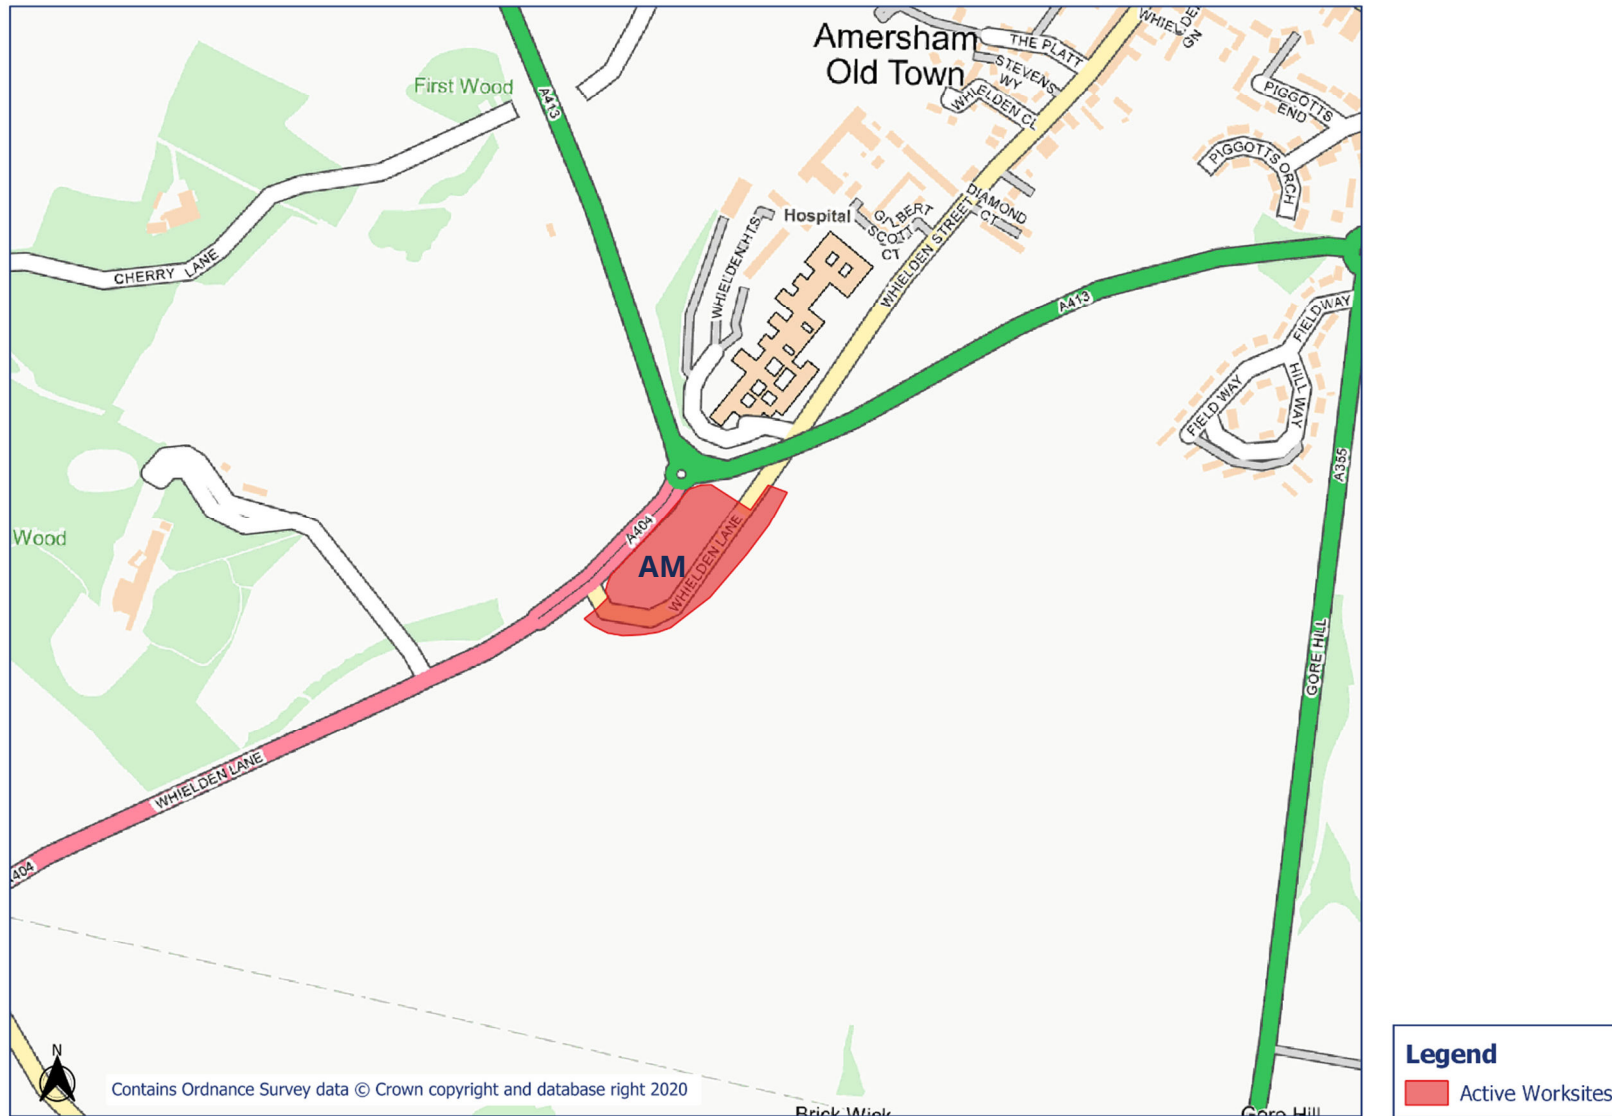 Amersham
Old Town
First Wood
A413
THE PLATT
STEVENS
WY
WHIELDEN CL
PIGGOTTS
END
PIGGOTTS ORCH
Hospital
GILBERT
SCOTT
CT
DIAMOND
CT
WHIELDEN STREET
WHIELDEN HTS
CHERRY LANE
A413
FIELDWAY
FIELD WAY
HILL WAY
A355
Wood
A404
AM
WHIELDEN LANE
GORE HILL
WHIELDEN LANE
404
N
Contains Ordnance Survey data © Crown copyright and database right 2020
Brick Wick
Gore Hill
Legend
Active Worksites